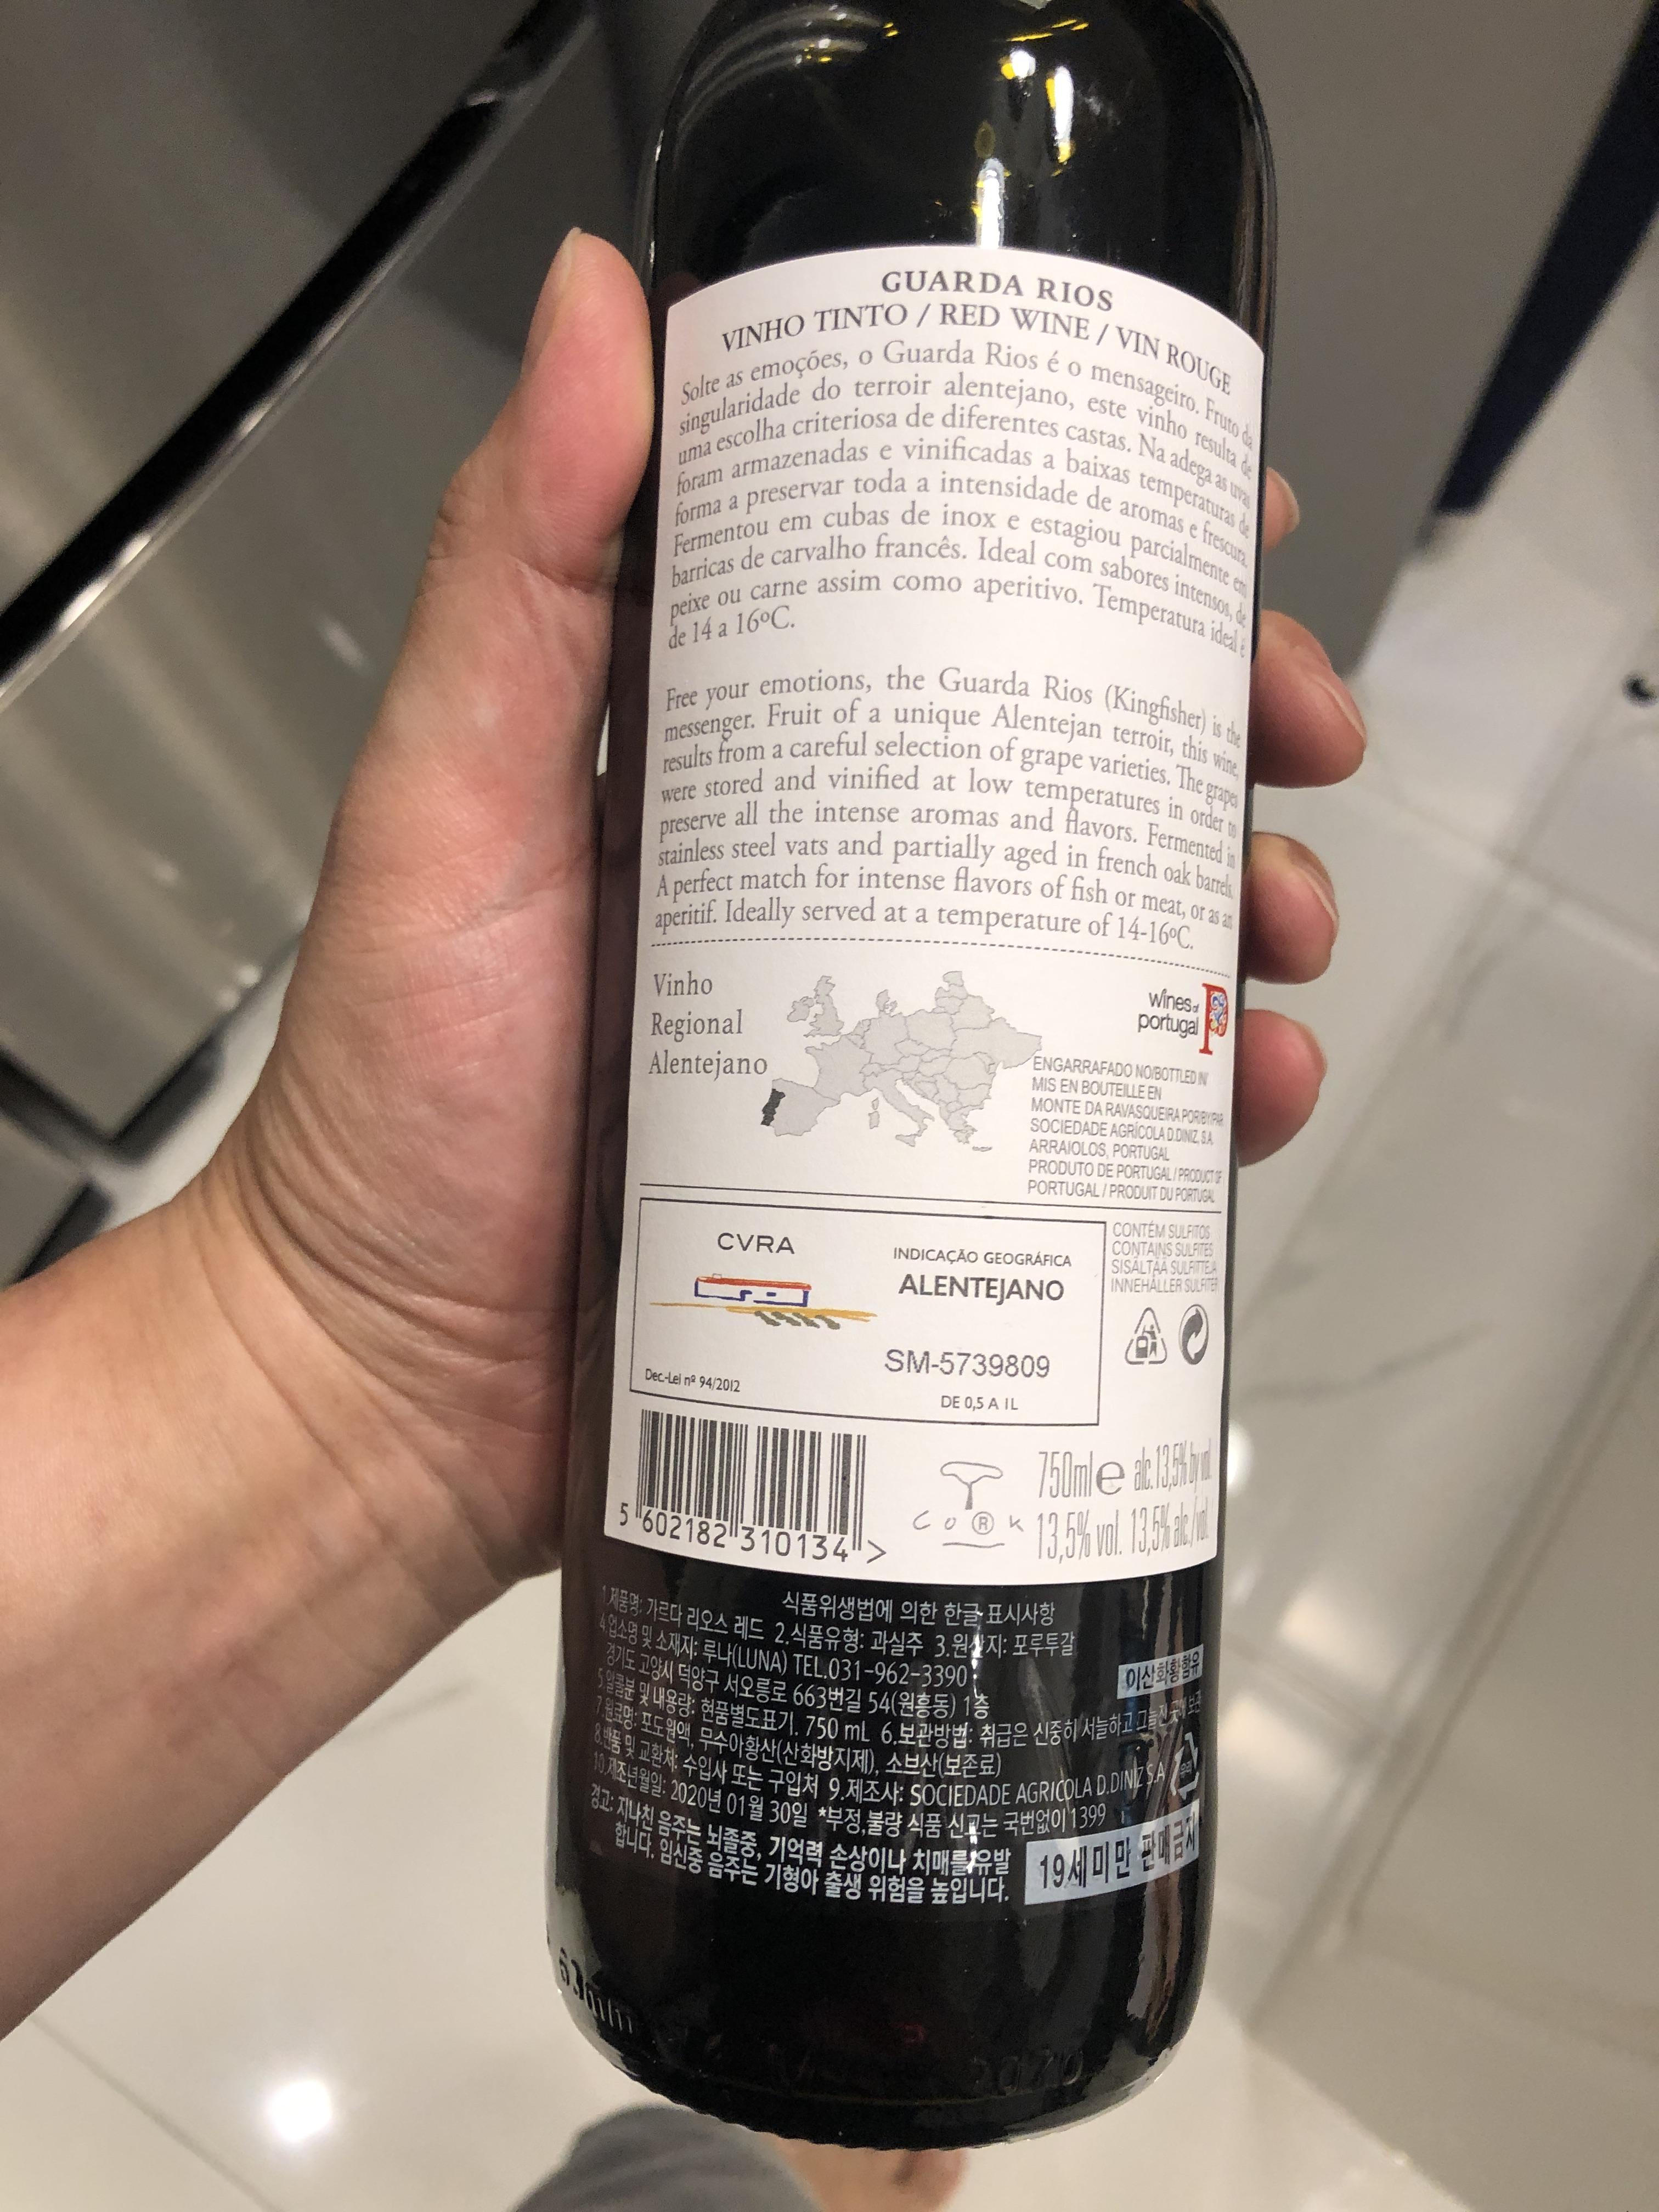 GUARDA RIOS
VINHO TINTO / RED WINE / VIN ROUGE
Solte as emoções, o Guarda Rios é o mensageiro. Fruto da
singularidade do terroir alentejano, este vinho resulta de
uma escolha criteriosa de diferentes castas. Na adega as uvas
foram armazenadas e vinificadas a baixas temperaturas de
forma a preservar toda a intensidade de aromas e frescura.
Fermentou em cubas de inox e estagiou parcialmente em
barricas de carvalho francês. Ideal com sabores intensos, de
peixe ou carne assim como aperitivo. Temperatura ideal é
de 14 a 16ºC.
Free your emotions, the Guarda Rios (Kingfisher) is the
messenger. Fruit of a unique Alentejan terroir, this wine,
results from a careful selection of grape varieties. The grapes
were stored and vinified at low temperatures in order to
preserve all the intense aromas and flavors. Fermented in
stainless steel vats and partially aged in french oak barrels.
A perfect match for intense flavors of fish or meat, or as an
aperitif. Ideally served at a temperature of 14-16ºC.
Vinho
Regional
Alentejano
wines of
portugal
ENGARRAFADO NO/BOTTLED IN/
MIS EN BOUTEILLE EN
MONTE DA RAVASQUEIRA POR/BY/PAR
SOCIEDADE AGRÍCOLA D.DINIZ, S.A.
ARRAIOLOS, PORTUGAL
PRODUTO DE PORTUGAL / PRODUCT OF
PORTUGAL / PRODUIT DU PORTUGAL
CVRA
INDICAÇÃO GEOGRÁFICA
ALENTEJANO
SM-5739809
Dec.-Lei nº 94/2012
DE 0,5 A 1L
CONTÉM SULFITOS
CONTAINS SULFITES
SISÄLTÄÄ SULFIITTEJA
INNEHÅLLER SULFITER
5 602182 310134 >
CORK
750ml e alc.13,5% by vol.
13,5% vol. 13,5% alc./vol.
식품위생법에 의한 한글 표시사항
1.제품명: 가르다 리오스 레드 2.식품유형: 과실주 3.원산지: 포루투갈
4.업소명 및 소재지: 루나(LUNA) TEL.031-962-3390
경기도 고양시 덕양구 서오릉로 663번길 54(원흥동) 1층
이산화황함유
5.알콜분 및 내용량: 현품별도표기. 750 mL 6.보관방법: 취급은 신중히 서늘하고 그늘진 곳에 보관
7.원료명: 포도원액, 무수아황산(산화방지제), 소브산(보존료)
8.반품 및 교환처: 수입사 또는 구입처 9.제조사: SOCIEDADE AGRICOLA D.DINIZ S.A
10.제조년월일: 2020년 01월 30일 *부정,불량 식품 신고는 국번없이 1399
경고: 지나친 음주는 뇌졸중, 기억력 손상이나 치매를 유발
합니다. 임신중 음주는 기형아 출생 위험을 높입니다.
19세미만 판매금지